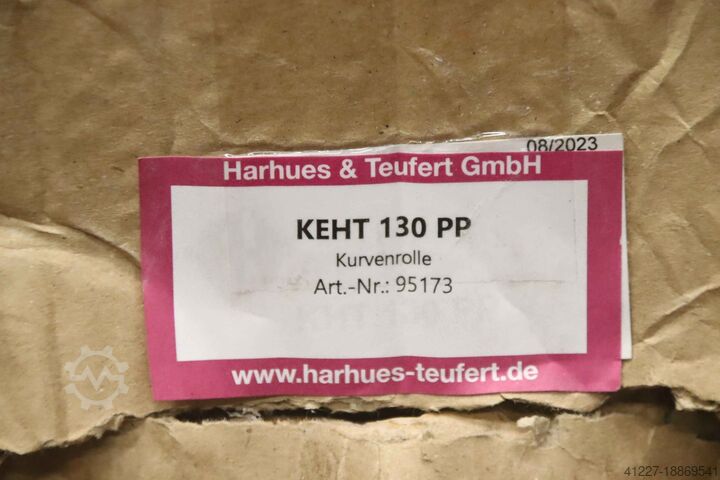 08/2023
Harhues & Teufert GmbH
KEHT 130 PP
Kurvenrolle
Art.-Nr.: 95173
www.harhues-teufert.de
41227-18869541